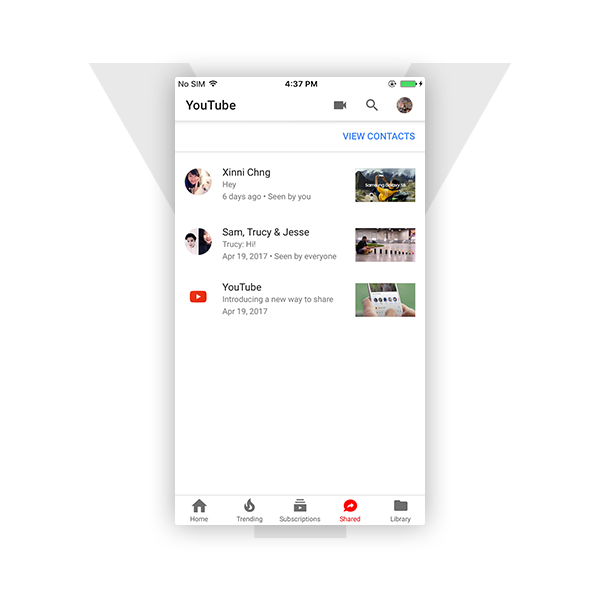 No SIM 4:37 PM
YouTube
VIEW CONTACTS
Xinni Chng
Hey
6 days ago • Seen by you
Samsung Galaxy S8
Sam, Trucy & Jesse
Trucy: Hi!
Apr 19, 2017 • Seen by everyone
YouTube
Introducing a new way to share
Apr 19, 2017
Home Trending Subscriptions Shared Library